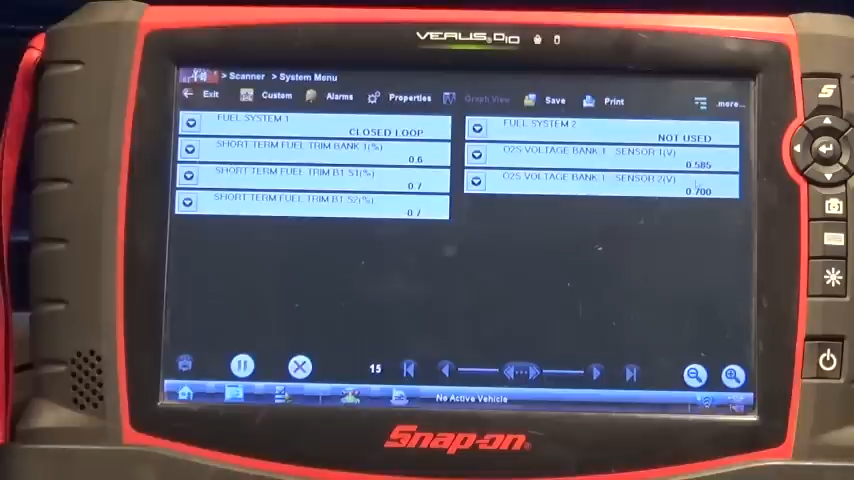 VERUS.PRO
> Scanner > System Menu
Exit Custom Alarms Properties Graph View Save Print ...more...
FUEL SYSTEM 1
CLOSED LOOP
SHORT TERM FUEL TRIM BANK 1(%)
0.6
SHORT TERM FUEL TRIM B1 S1(%)
0.7
SHORT TERM FUEL TRIM B1 S2(%)
0.7
FUEL SYSTEM 2
NOT USED
O2S VOLTAGE BANK 1 SENSOR 1(V)
0.585
O2S VOLTAGE BANK 1 SENSOR 2(V)
0.700
15
No Active Vehicle
Snap-on
S